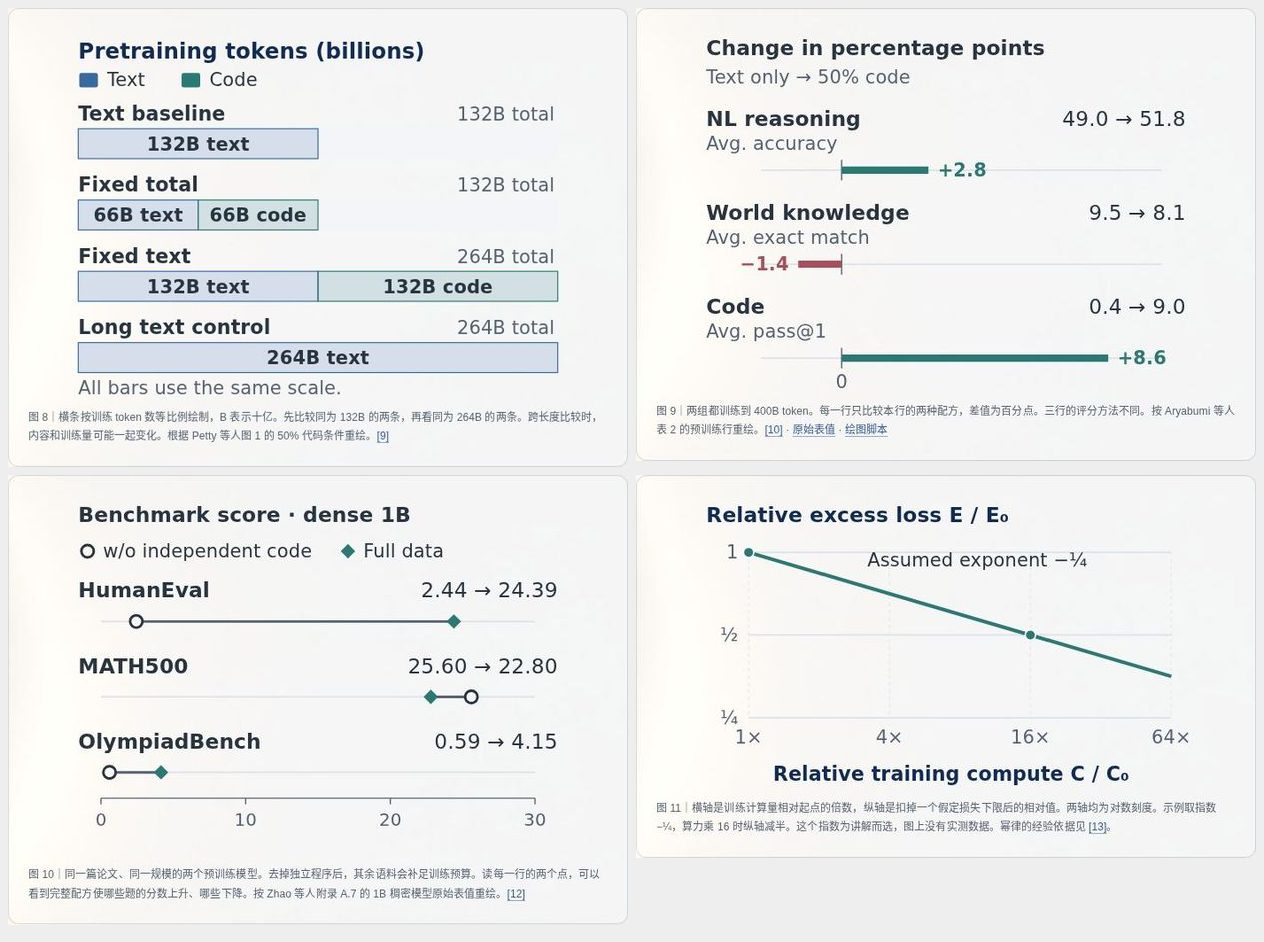 Pretraining tokens (billions)
Text Code
Text baseline 132B total
132B text
Fixed total 132B total
66B text 66B code
Fixed text 264B total
132B text 132B code
Long text control 264B total
264B text
All bars use the same scale.
图 8｜横条按训练 token 数等比例绘制，B 表示十亿。先比较同为 132B 的两条，再看同为 264B 的两条。跨长度比较时，
内容和训练量可能一起变化。根据 Petty 等人图 1 的 50% 代码条件重绘。[9]
Change in percentage points
Text only → 50% code
NL reasoning 49.0 → 51.8
Avg. accuracy
+2.8
World knowledge 9.5 → 8.1
Avg. exact match
−1.4
Code 0.4 → 9.0
Avg. pass@1
+8.6
0
图 9｜两组都训练到 400B token。每一行只比较本行的两种配方，差值为百分点。三行的评分方法不同。按 Aryabumi 等人
表 2 的预训练行重绘。[10] · 原始表值 · 绘图脚本
Benchmark score · dense 1B
w/o independent code Full data
HumanEval 2.44 → 24.39
MATH500 25.60 → 22.80
OlympiadBench 0.59 → 4.15
0 10 20 30
图 10｜同一篇论文、同一规模的两个预训练模型。去掉独立程序后，其余语料会补足训练预算。读每一行的两个点，可以
看到完整配方使哪些题的分数上升、哪些下降。按 Zhao 等人附录 A.7 的 1B 稠密模型原始表值重绘。[12]
Relative excess loss E / E₀
1
Assumed exponent −¼
½
¼
1× 4× 16× 64×
Relative training compute C / C₀
图 11｜横轴是训练计算量相对起点的倍数，纵轴是扣掉一个假定损失下限后的相对值。两轴均为对数刻度。示例取指数
−¼，算力乘 16 时纵轴减半。这个指数为讲解而选，图上没有实测数据。幂律的经验依据见 [13]。